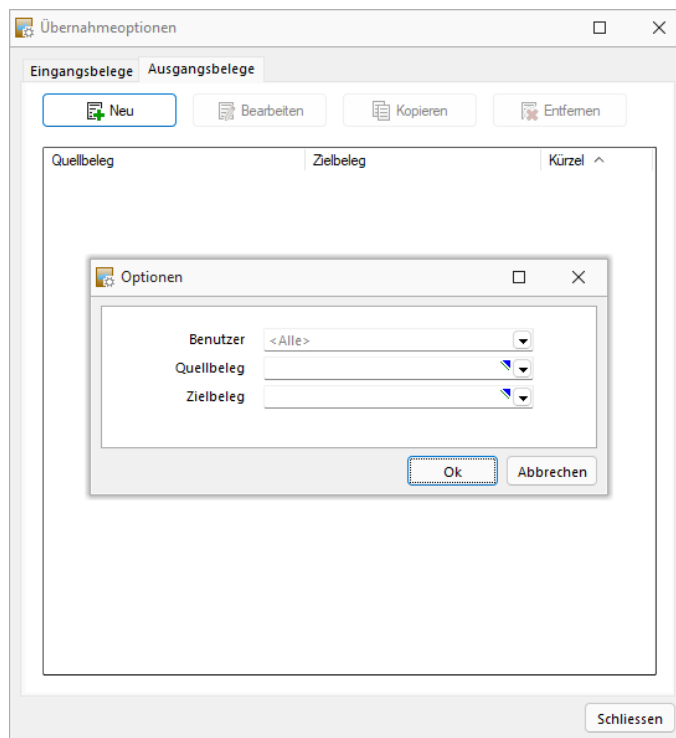 Übernahmeoptionen
Eingangsbelege Ausgangsbelege
Neu Bearbeiten Kopieren Entfernen
Quellbeleg Zielbeleg Kürzel
Optionen
Benutzer <Alle>
Quellbeleg
Zielbeleg
Ok Abbrechen
Schliessen